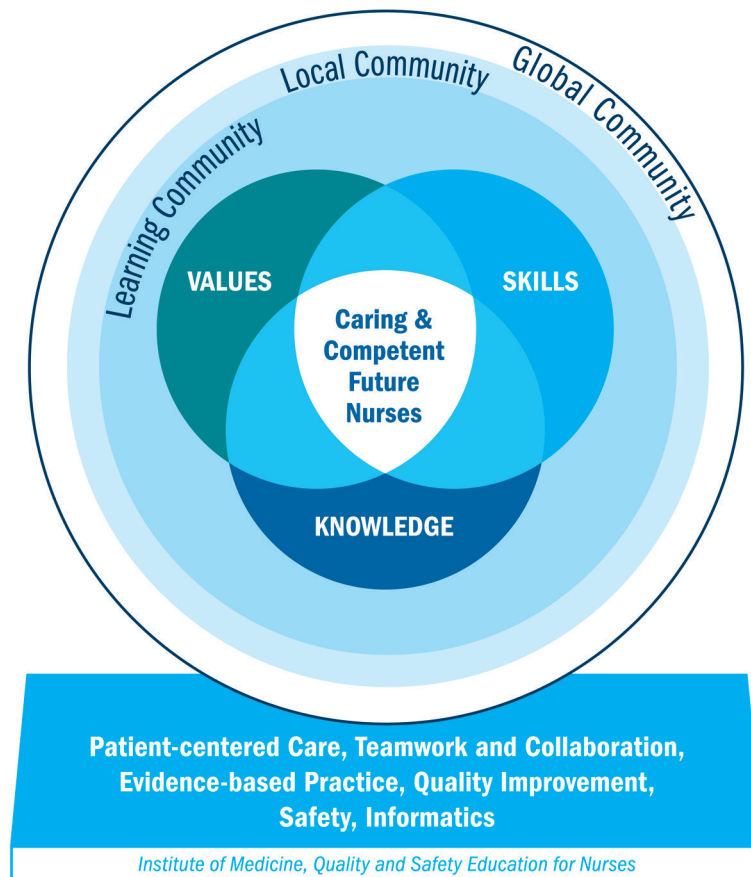 Global Community
Local Community
Learning Community
VALUES
SKILLS
Caring &
Competent
Future
Nurses
KNOWLEDGE
Patient-centered Care, Teamwork and Collaboration,
Evidence-based Practice, Quality Improvement,
Safety, Informatics
Institute of Medicine, Quality and Safety Education for Nurses